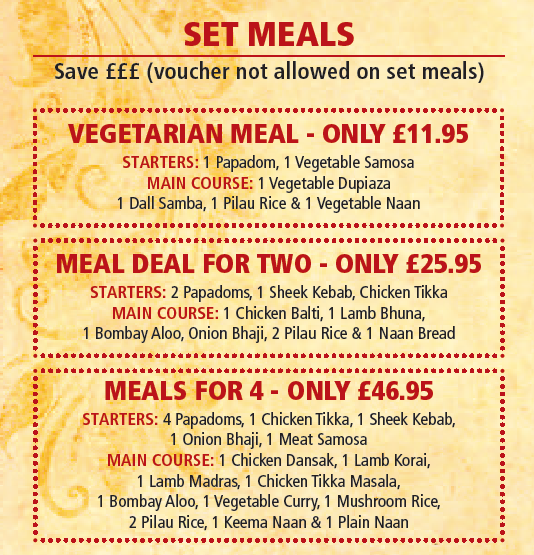 SET MEALS
Save £££ (voucher not allowed on set meals)
VEGETARIAN MEAL - ONLY £11.95
STARTERS: 1 Papadom, 1 Vegetable Samosa
MAIN COURSE: 1 Vegetable Dupiaza
1 Dall Samba, 1 Pilau Rice & 1 Vegetable Naan
MEAL DEAL FOR TWO - ONLY £25.95
STARTERS: 2 Papadoms, 1 Sheek Kebab, Chicken Tikka
MAIN COURSE: 1 Chicken Balti, 1 Lamb Bhuna,
1 Bombay Aloo, Onion Bhaji, 2 Pilau Rice & 1 Naan Bread
MEALS FOR 4 - ONLY £46.95
STARTERS: 4 Papadoms, 1 Chicken Tikka, 1 Sheek Kebab,
1 Onion Bhaji, 1 Meat Samosa
MAIN COURSE: 1 Chicken Dansak, 1 Lamb Korai,
1 Lamb Madras, 1 Chicken Tikka Masala,
1 Bombay Aloo, 1 Vegetable Curry, 1 Mushroom Rice,
2 Pilau Rice, 1 Keema Naan & 1 Plain Naan